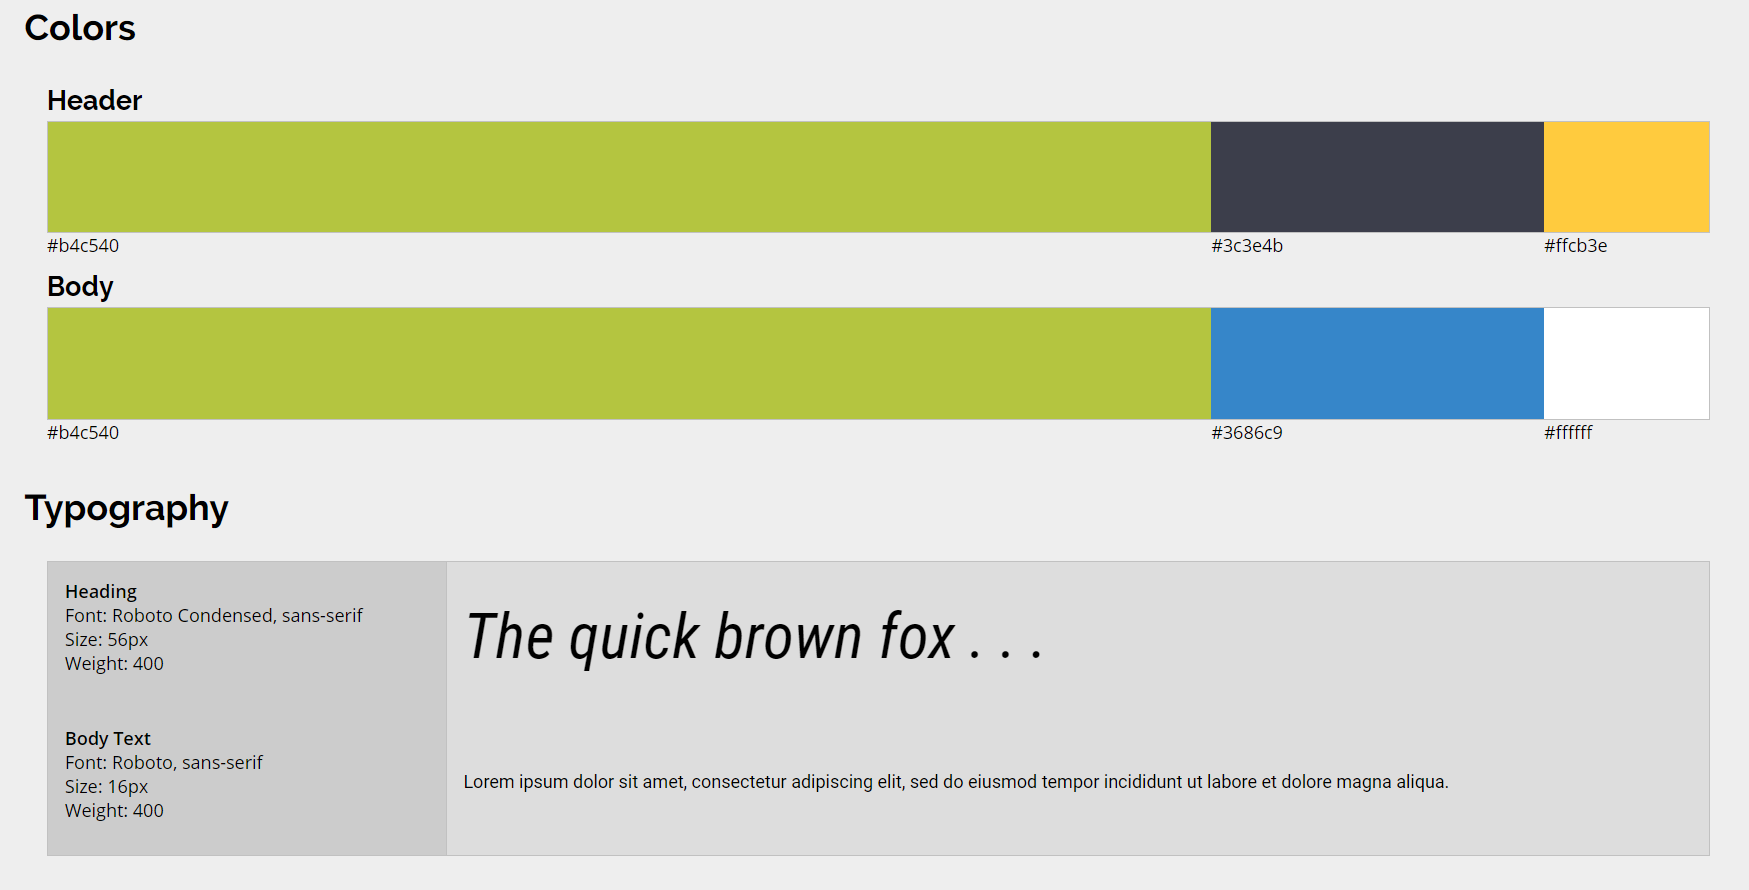 Colors
Header
#b4c540
#3c3e4b
#ffcb3e
Body
#b4c540
#3686c9
#ffffff
Typography
Heading
Font: Roboto Condensed, sans-serif
Size: 56px
Weight: 400
The quick brown fox . . .
Body Text
Font: Roboto, sans-serif
Size: 16px
Weight: 400
Lorem ipsum dolor sit amet, consectetur adipiscing elit, sed do eiusmod tempor incididunt ut labore et dolore magna aliqua.